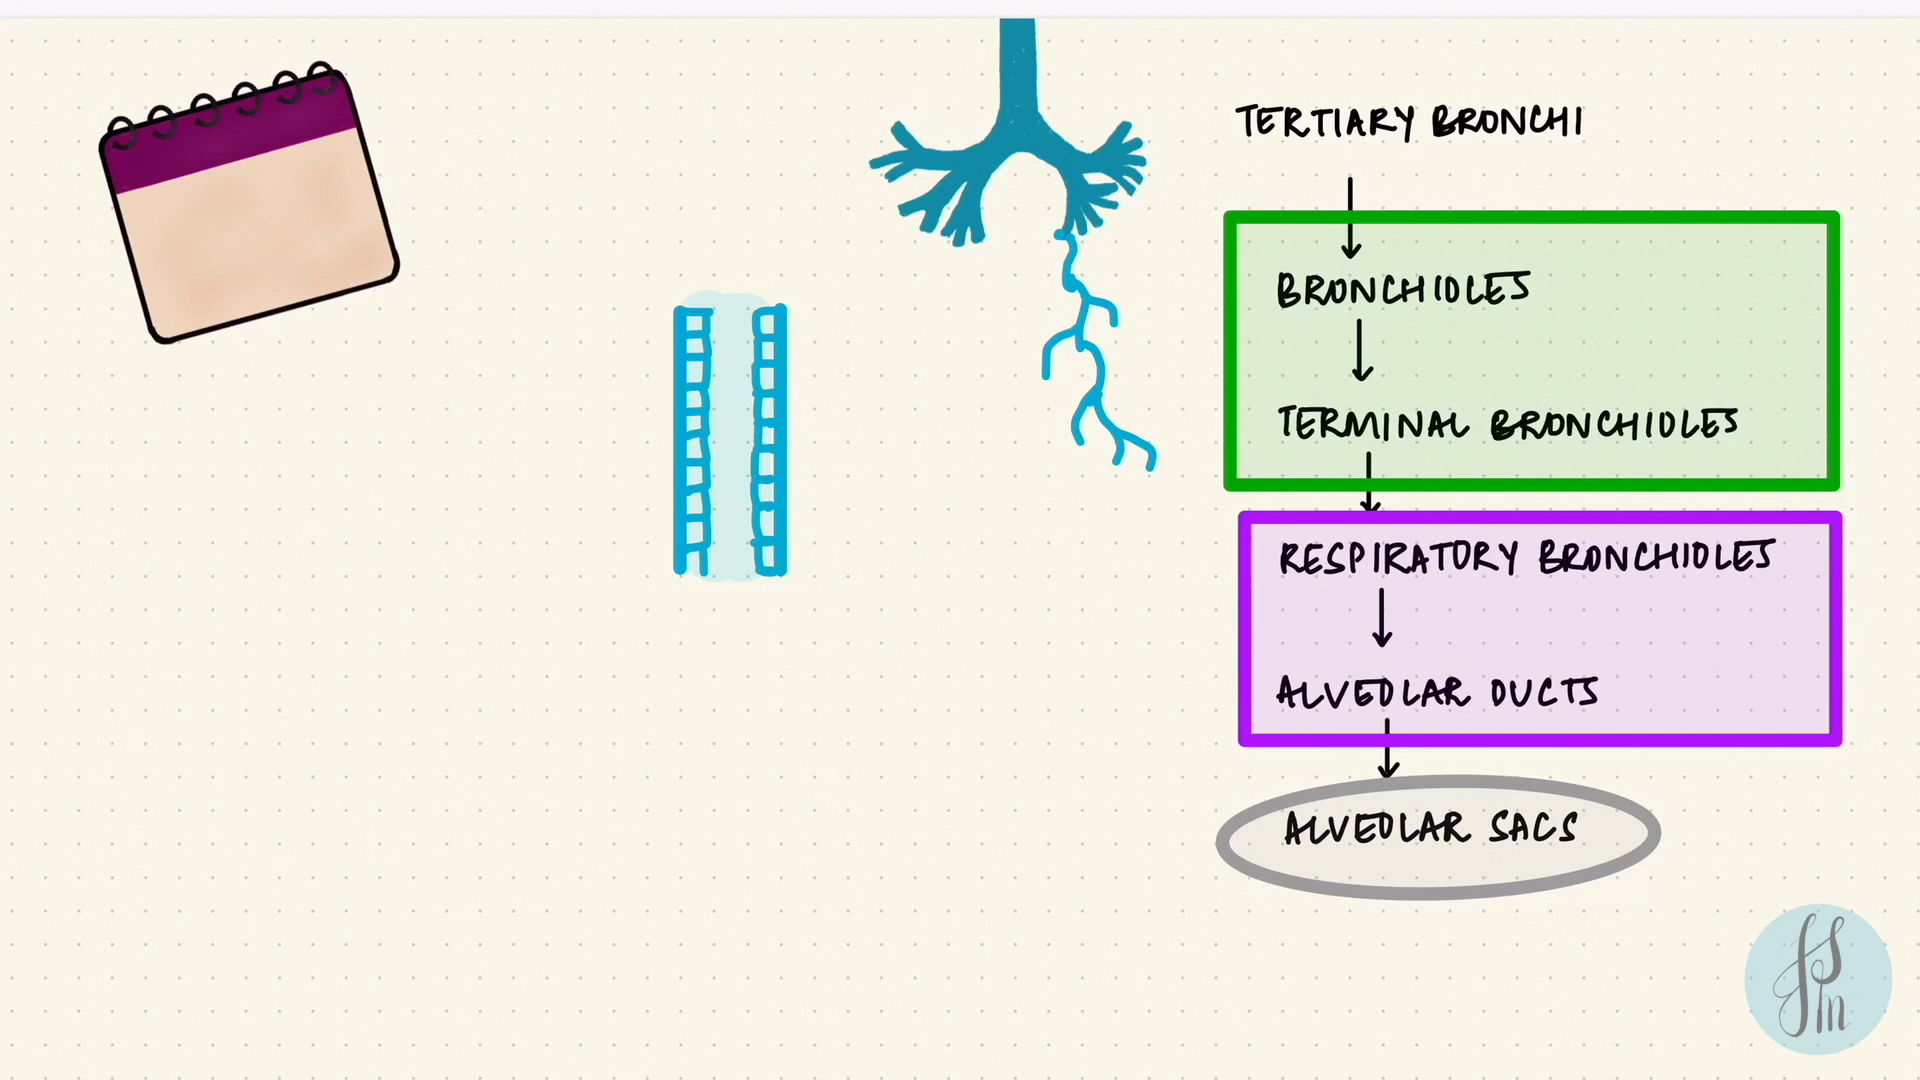 TERTIARY BRONCHI
BRONCHIOLES
TERMINAL BRONCHIOLES
RESPIRATORY BRONCHIOLES
ALVEOLAR DUCTS
ALVEOLAR SACS